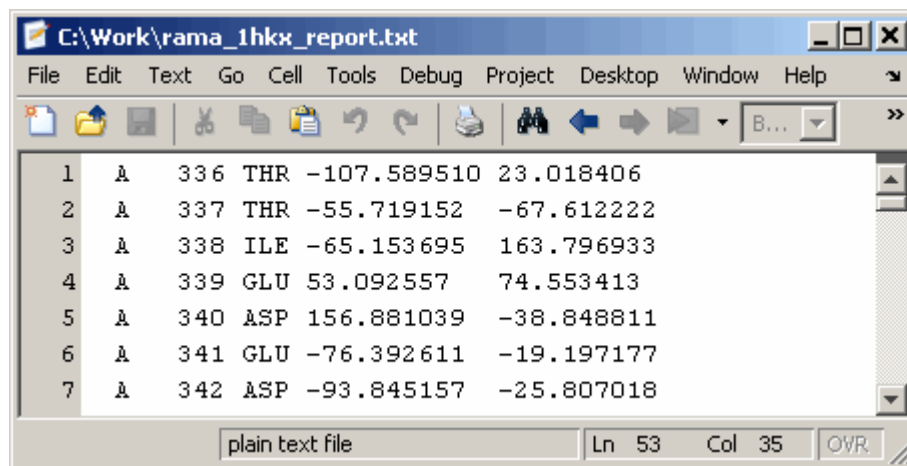 C:\Work\rama_1hkx_report.txt
File Edit Text Go Cell Tools Debug Project Desktop Window Help
B...
1 A 336 THR -107.589510 23.018406
2 A 337 THR -55.719152 -67.612222
3 A 338 ILE -65.153695 163.796933
4 A 339 GLU 53.092557 74.553413
5 A 340 ASP 156.881039 -38.848811
6 A 341 GLU -76.392611 -19.197177
7 A 342 ASP -93.845157 -25.807018
plain text file Ln 53 Col 35 OVR